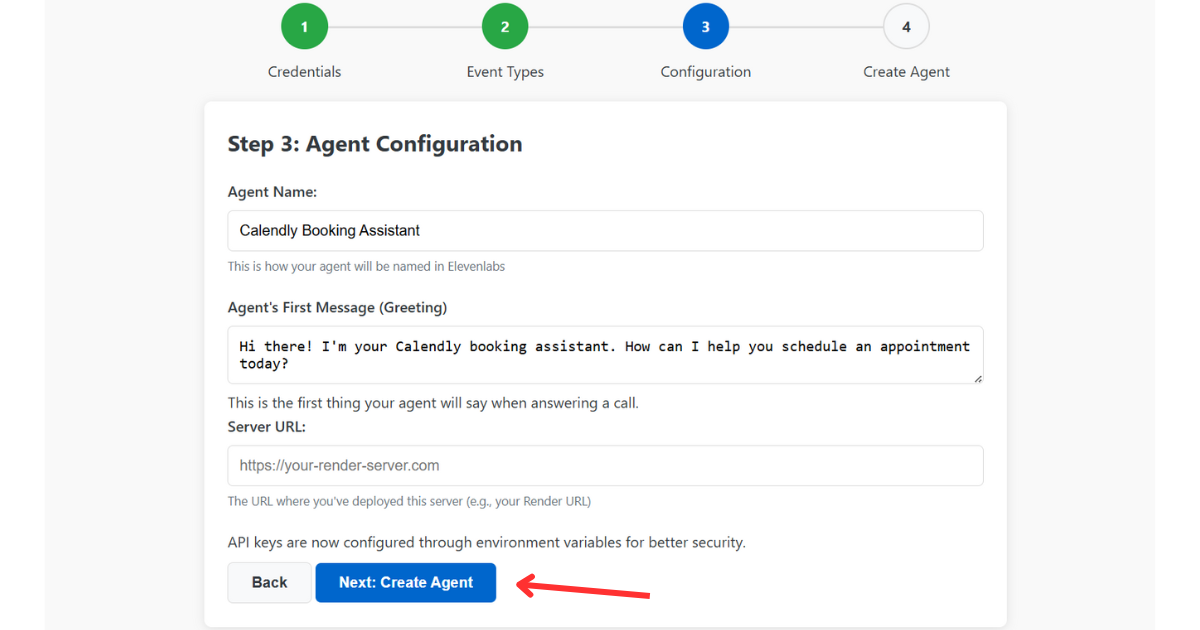 1
2
3
4
Credentials
Event Types
Configuration
Create Agent
Step 3: Agent Configuration
Agent Name:
Calendly Booking Assistant
This is how your agent will be named in Elevenlabs
Agent's First Message (Greeting)
Hi there! I'm your Calendly booking assistant. How can I help you schedule an appointment
today?
This is the first thing your agent will say when answering a call.
Server URL:
https://your-render-server.com
The URL where you've deployed this server (e.g., your Render URL)
API keys are now configured through environment variables for better security.
Back
Next: Create Agent